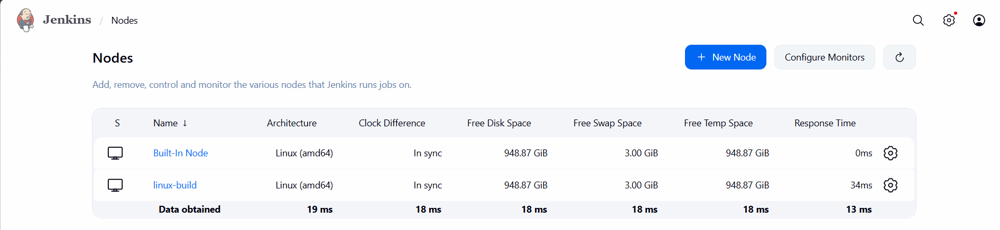 Jenkins / Nodes
Nodes
+ New Node Configure Monitors
Add, remove, control and monitor the various nodes that Jenkins runs jobs on.
S Name ↓ Architecture Clock Difference Free Disk Space Free Swap Space Free Temp Space Response Time
Built-In Node Linux (amd64) In sync 948.87 GiB 3.00 GiB 948.87 GiB 0ms
linux-build Linux (amd64) In sync 948.87 GiB 3.00 GiB 948.87 GiB 34ms
Data obtained 19 ms 18 ms 18 ms 18 ms 18 ms 13 ms